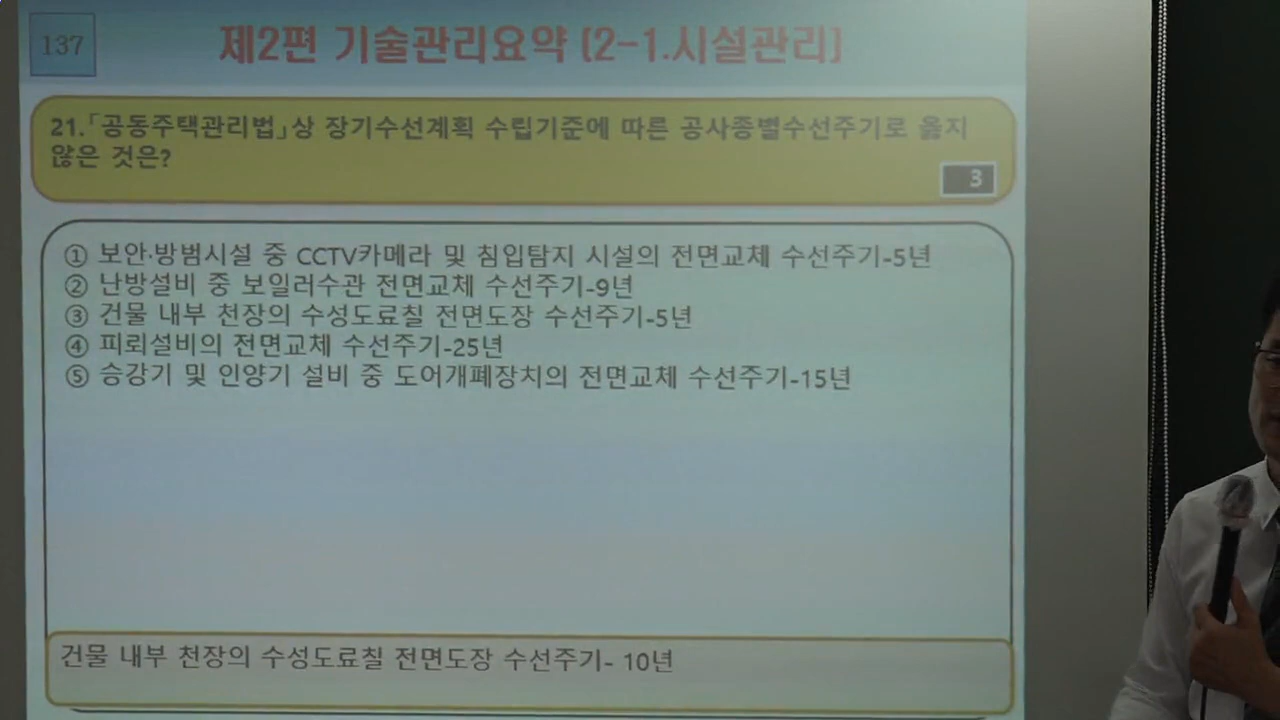 137
제2편 기술관리요약 (2-1.시설관리)
21.「공동주택관리법」상 장기수선계획 수립기준에 따른 공사종별수선주기로 옳지
않은 것은?
3
① 보안·방범시설 중 CCTV카메라 및 침입탐지 시설의 전면교체 수선주기-5년
② 난방설비 중 보일러수관 전면교체 수선주기-9년
③ 건물 내부 천장의 수성도료칠 전면도장 수선주기-5년
④ 피뢰설비의 전면교체 수선주기-25년
⑤ 승강기 및 인양기 설비 중 도어개폐장치의 전면교체 수선주기-15년
건물 내부 천장의 수성도료칠 전면도장 수선주기- 10년